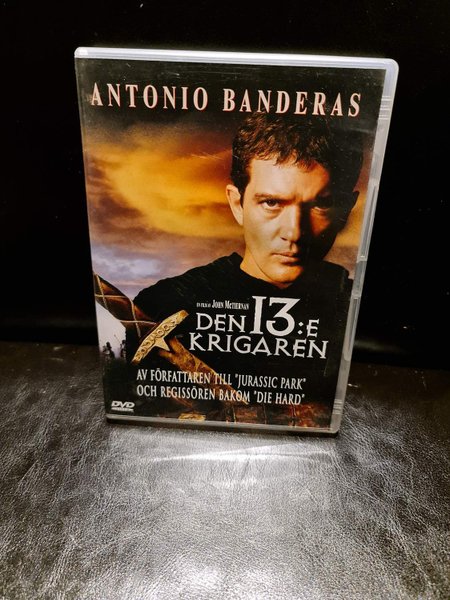 ANTONIO BANDERAS
EN FILM AV JOHN MCTIERNAN
DEN 13:E
KRIGAREN
AV FÖRFATTAREN TILL "JURASSIC PARK"
OCH REGISSÖREN BAKOM "DIE HARD"
DVD